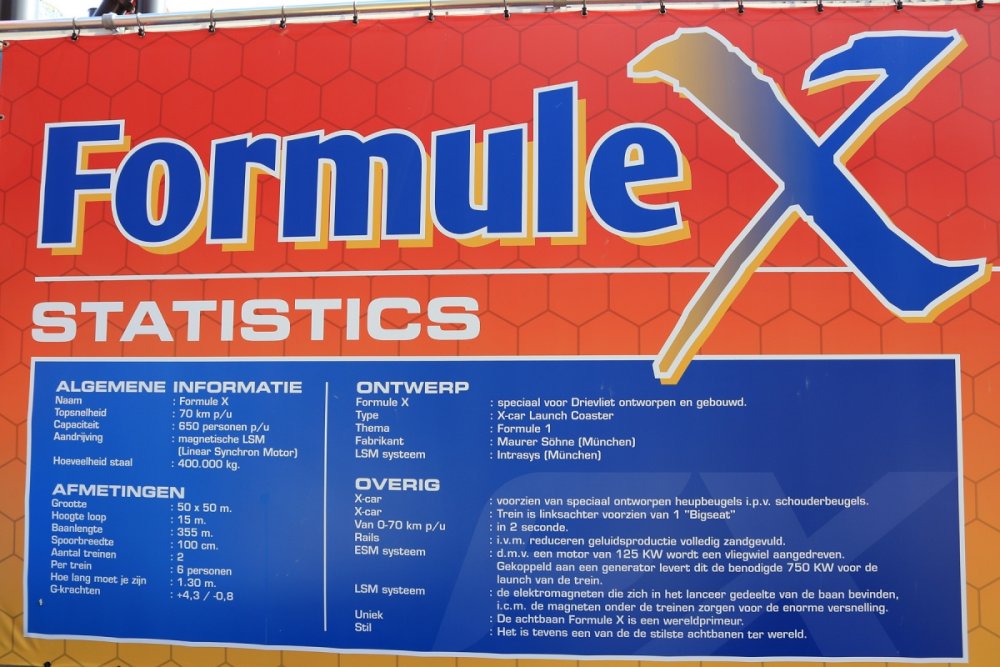 Formule X
STATISTICS
ALGEMENE INFORMATIE
Naam : Formule X
Topsnelheid : 70 km p/u
Capaciteit : 650 personen p/u
Aandrijving : magnetische LSM
(Linear Synchron Motor)
Hoeveelheid staal : 400.000 kg.
AFMETINGEN
Grootte : 50 x 50 m.
Hoogte loop : 15 m.
Baanlengte : 355 m.
Spoorbreedte : 100 cm.
Aantal treinen : 2
Per trein : 6 personen
Hoe lang moet je zijn : 1.30 m.
G-krachten : +4,3 / -0,8
ONTWERP
Formule X : speciaal voor Drievliet ontworpen en gebouwd.
Type : X-car Launch Coaster
Thema : Formule 1
Fabrikant : Maurer Söhne (München)
LSM systeem : Intrasys (München)
OVERIG
X-car : voorzien van speciaal ontworpen heupbeugels i.p.v. schouderbeugels.
X-car : Trein is linksachter voorzien van 1 "Bigseat"
Van 0-70 km p/u : in 2 seconde.
Rails : i.v.m. reduceren geluidsproductie volledig zandgevuld.
ESM systeem : d.m.v. een motor van 125 KW wordt een vliegwiel aangedreven.
Gekoppeld aan een generator levert dit de benodigde 750 KW voor de
launch van de trein.
LSM systeem : de elektromagneten die zich in het lanceer gedeelte van de baan bevinden,
i.c.m. de magneten onder de treinen zorgen voor de enorme versnelling.
Uniek : De achtbaan Formule X is een wereldprimeur.
Stil : Het is tevens een van de de stilste achtbanen ter wereld.